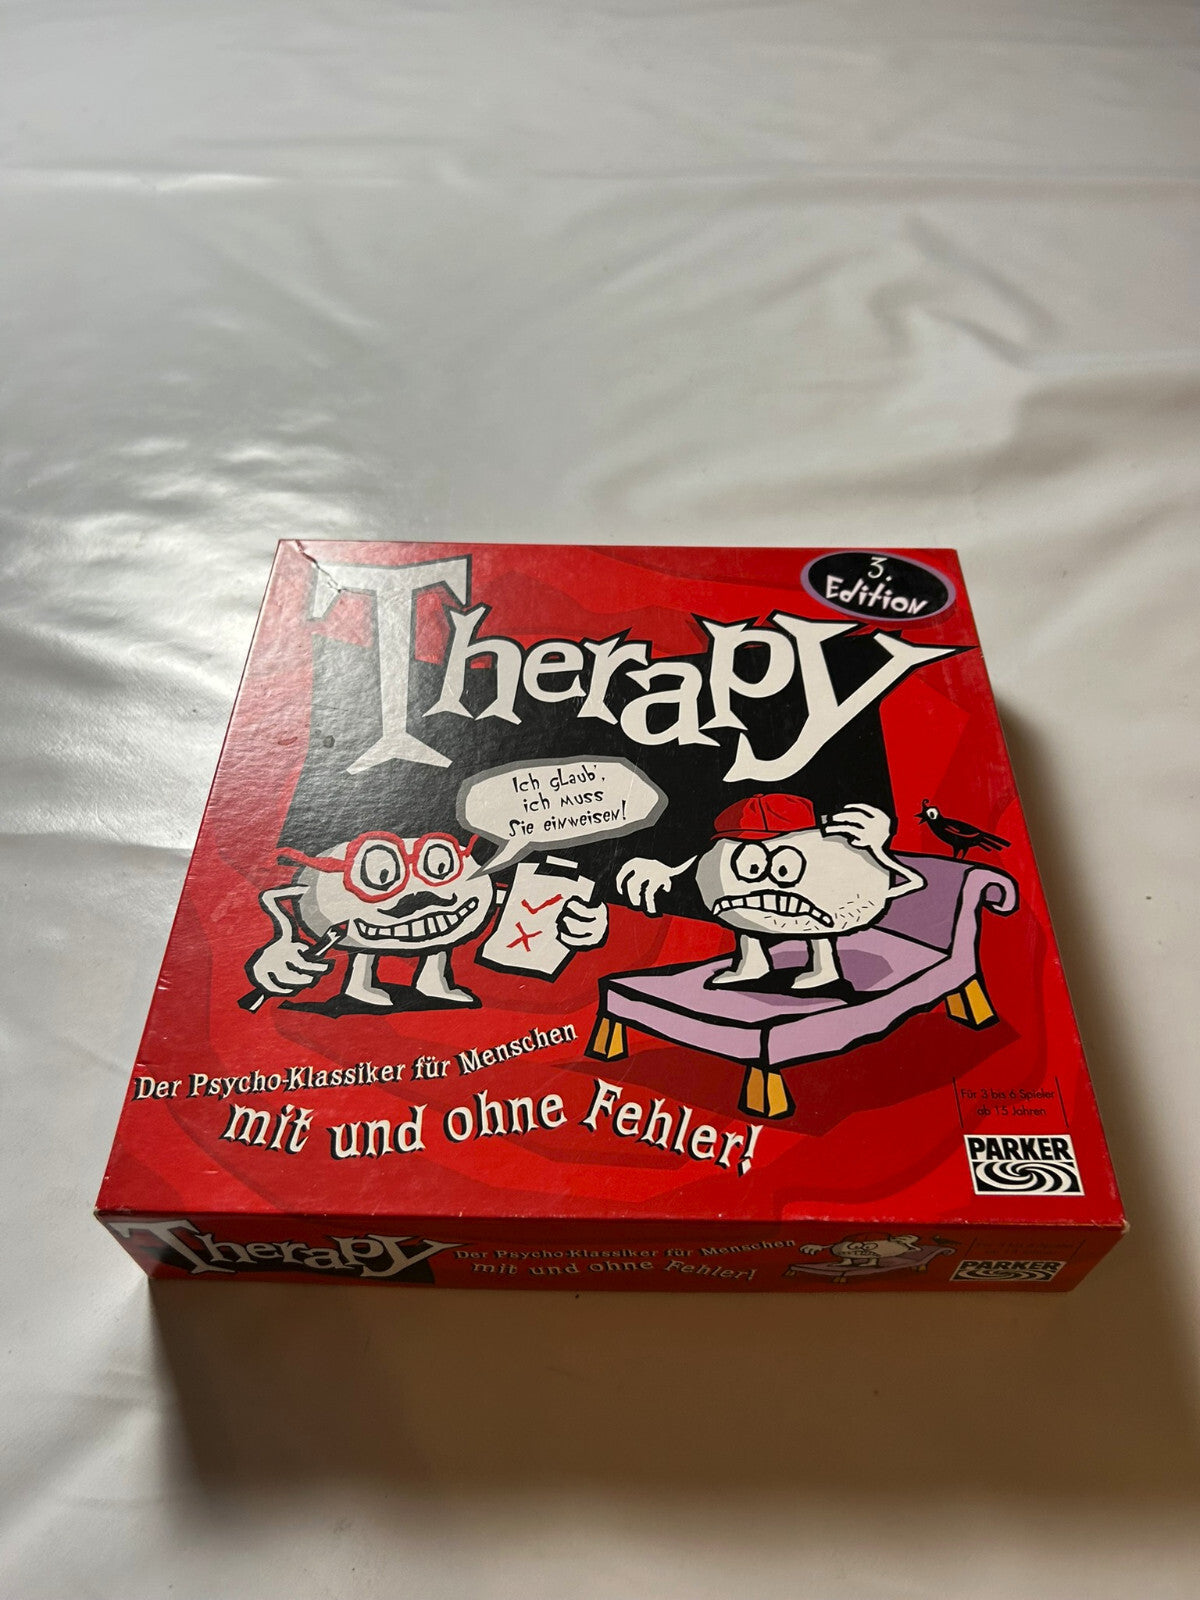 3.
Edition
Therapy
Ich glaub',
ich muss
Sie einweisen!
Der Psycho-Klassiker für Menschen
mit und ohne Fehler!
Für 3 bis 6 Spieler
ab 15 Jahren
PARKER
Therapy
Der Psycho-Klassiker für Menschen
mit und ohne Fehler!
PARKER